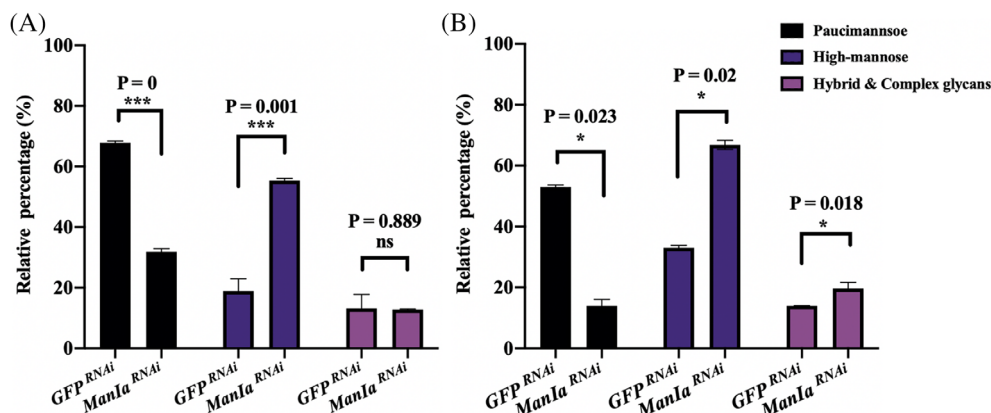 (A)
Relative percentage (%)
100
80
60
40
20
0
P = 0
***
P = 0.001
***
P = 0.889
ns
GFP RNAi
ManIa RNAi
GFP RNAi
ManIa RNAi
GFP RNAi
ManIa RNAi
(B)
Relative percentage (%)
100
80
60
40
20
0
P = 0.023
*
P = 0.02
*
P = 0.018
*
GFP RNAi
ManIa RNAi
GFP RNAi
ManIa RNAi
GFP RNAi
ManIa RNAi
Paucimannsoe
High-mannose
Hybrid & Complex glycans